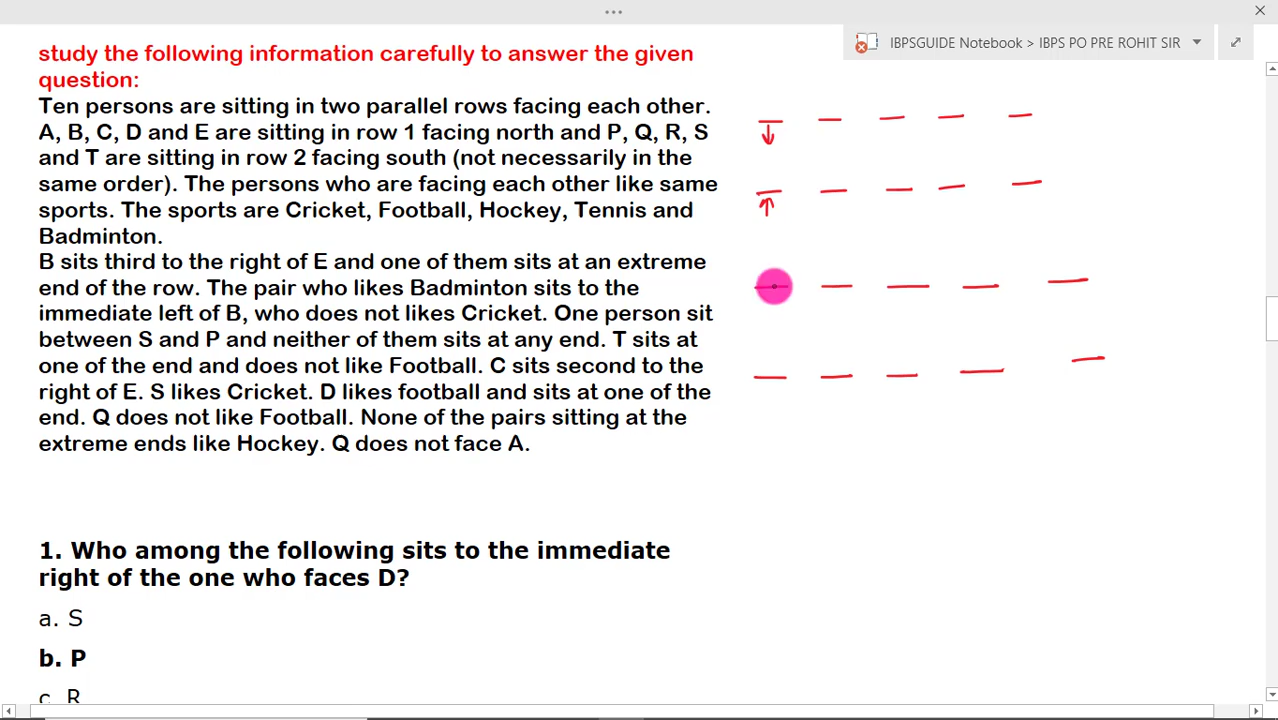 IBPSGUIDE Notebook > IBPS PO PRE ROHIT SIR
study the following information carefully to answer the given
question:
Ten persons are sitting in two parallel rows facing each other.
A, B, C, D and E are sitting in row 1 facing north and P, Q, R, S
and T are sitting in row 2 facing south (not necessarily in the
same order). The persons who are facing each other like same
sports. The sports are Cricket, Football, Hockey, Tennis and
Badminton.
B sits third to the right of E and one of them sits at an extreme
end of the row. The pair who likes Badminton sits to the
immediate left of B, who does not likes Cricket. One person sit
between S and P and neither of them sits at any end. T sits at
one of the end and does not like Football. C sits second to the
right of E. S likes Cricket. D likes football and sits at one of the
end. Q does not like Football. None of the pairs sitting at the
extreme ends like Hockey. Q does not face A.
1. Who among the following sits to the immediate
right of the one who faces D?
a. S
b. P
c. R